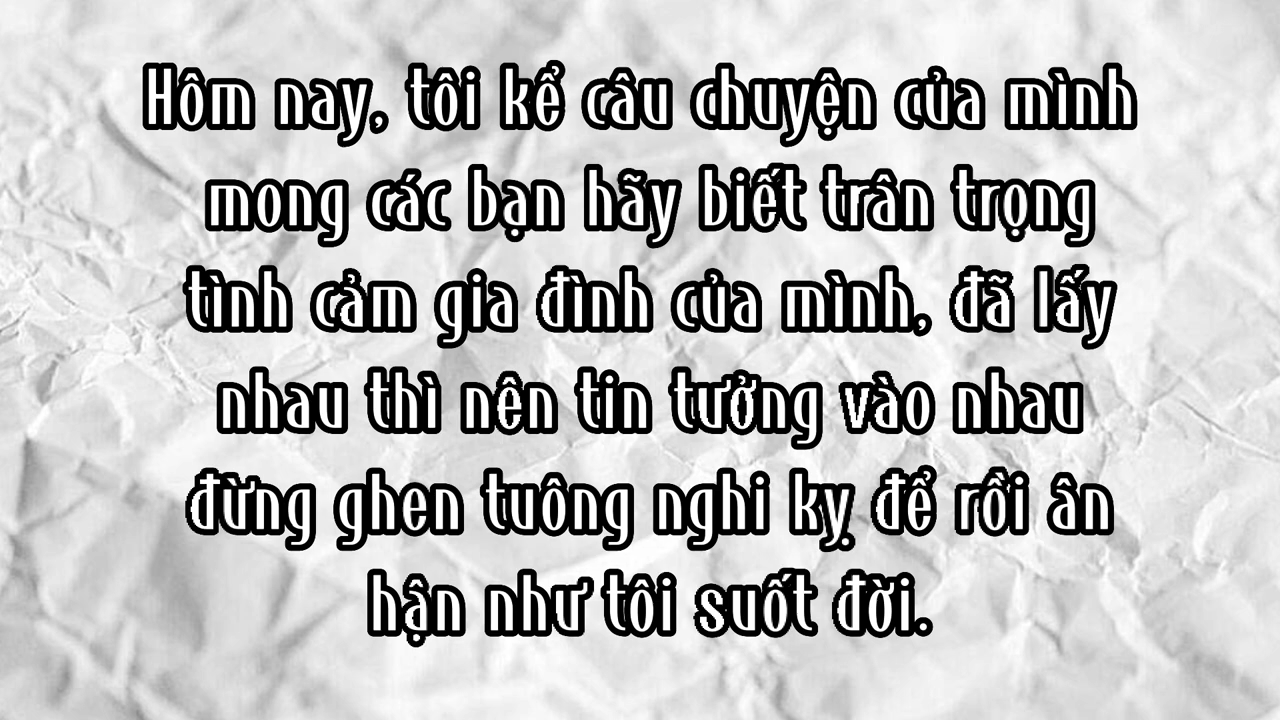 Hôm nay, tôi kể câu chuyện của mình
mong các bạn hãy biết trân trọng
tình cảm gia đình của mình, đã lấy
nhau thì nên tin tưởng vào nhau
đừng ghen tuông nghi kỵ để rồi ân
hận như tôi suốt đời.